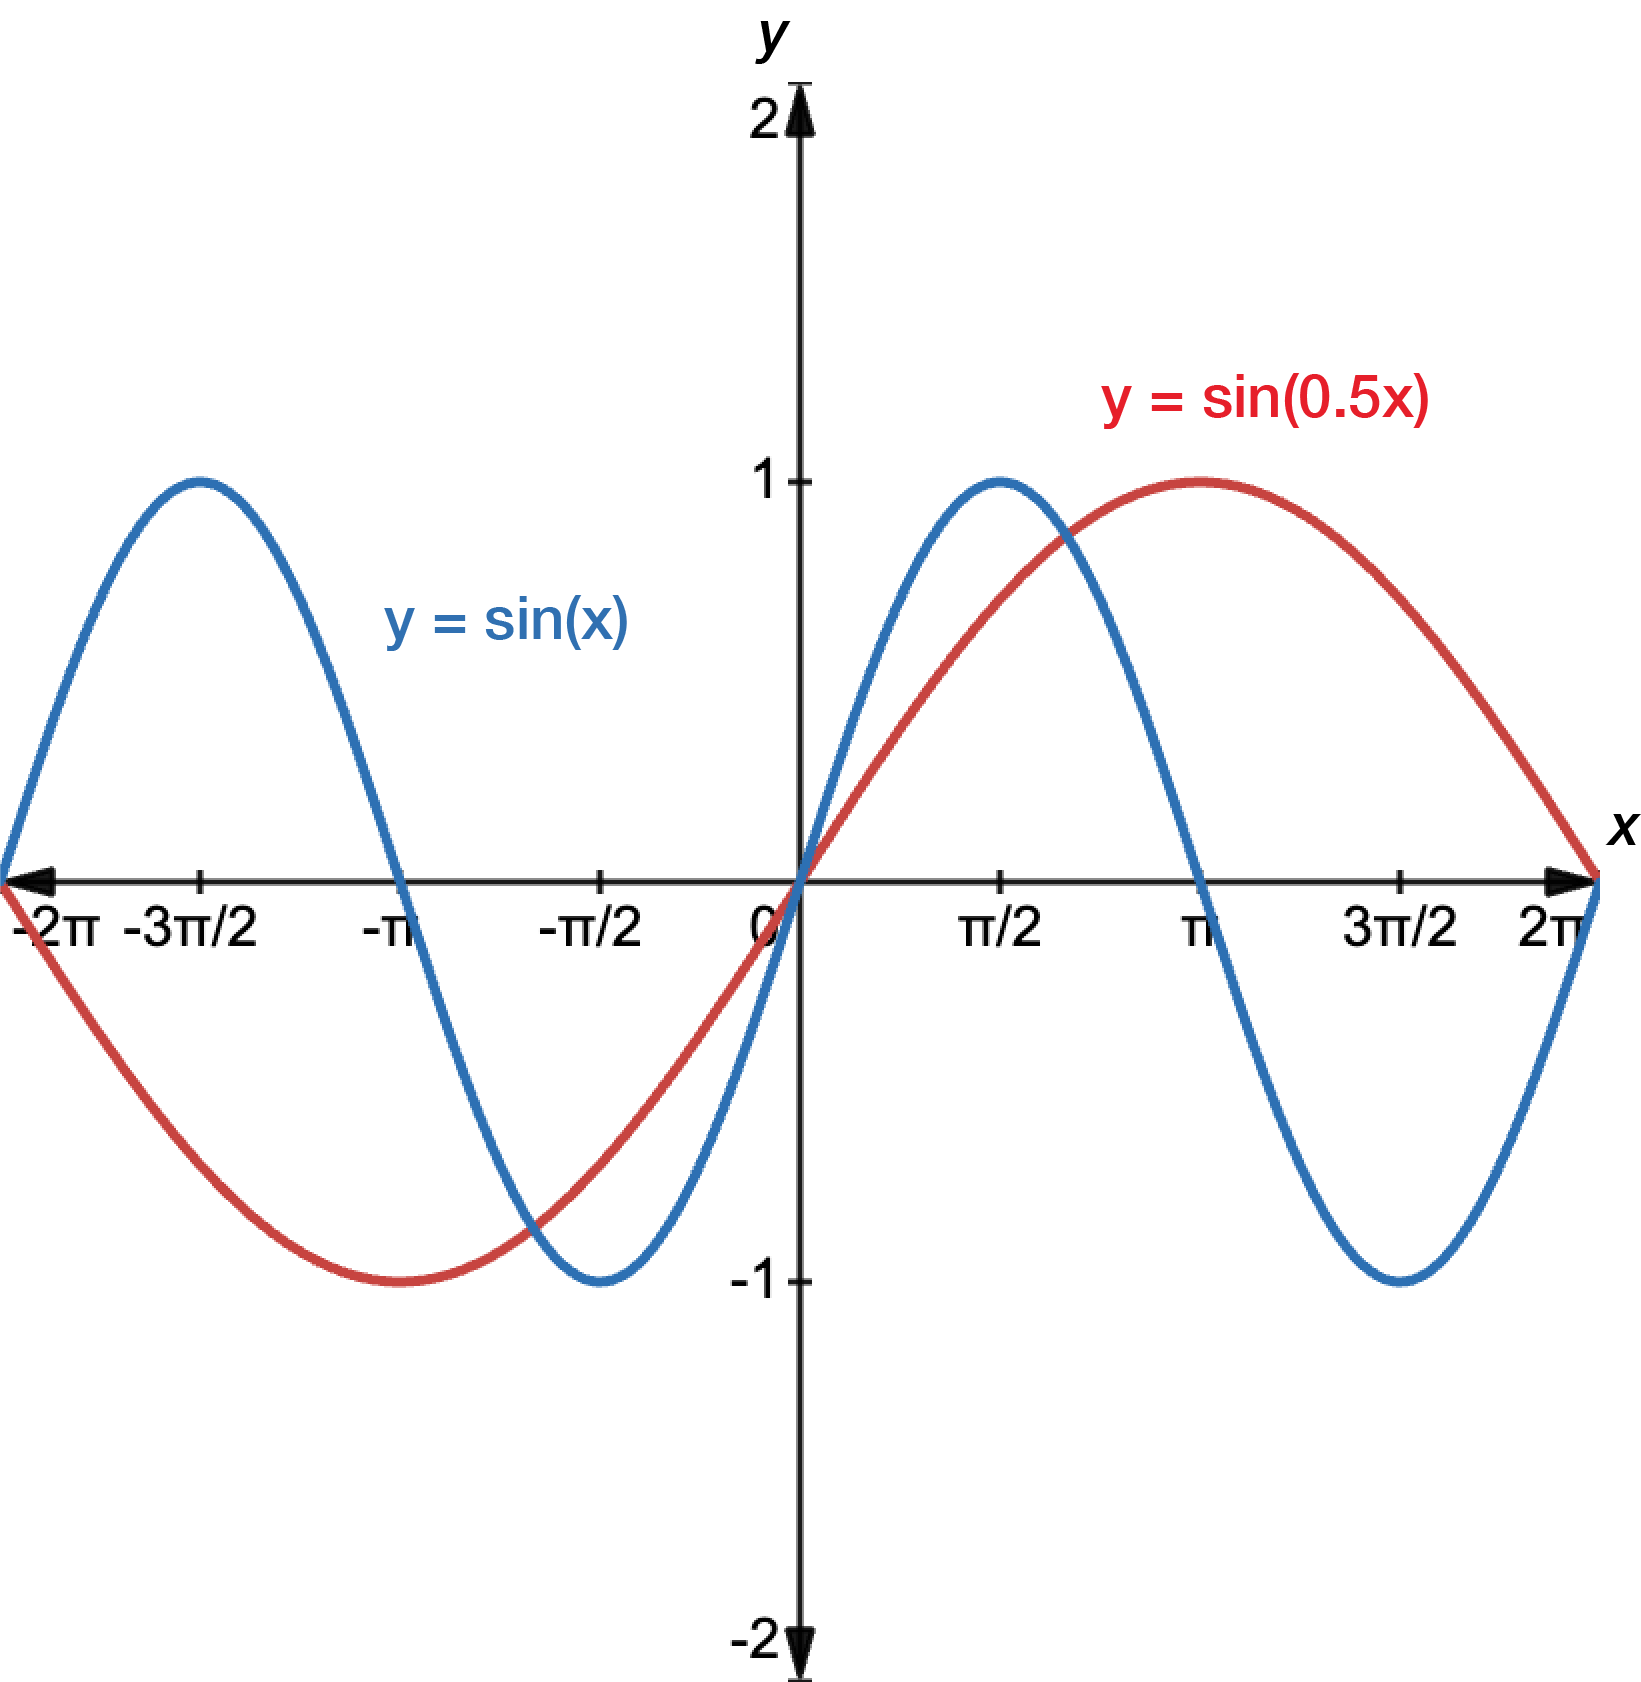 y
2
y = sin(0.5x)
1
y = sin(x)
x
-2π -3π/2 -π -π/2 0 π/2 π 3π/2 2π
-1
-2